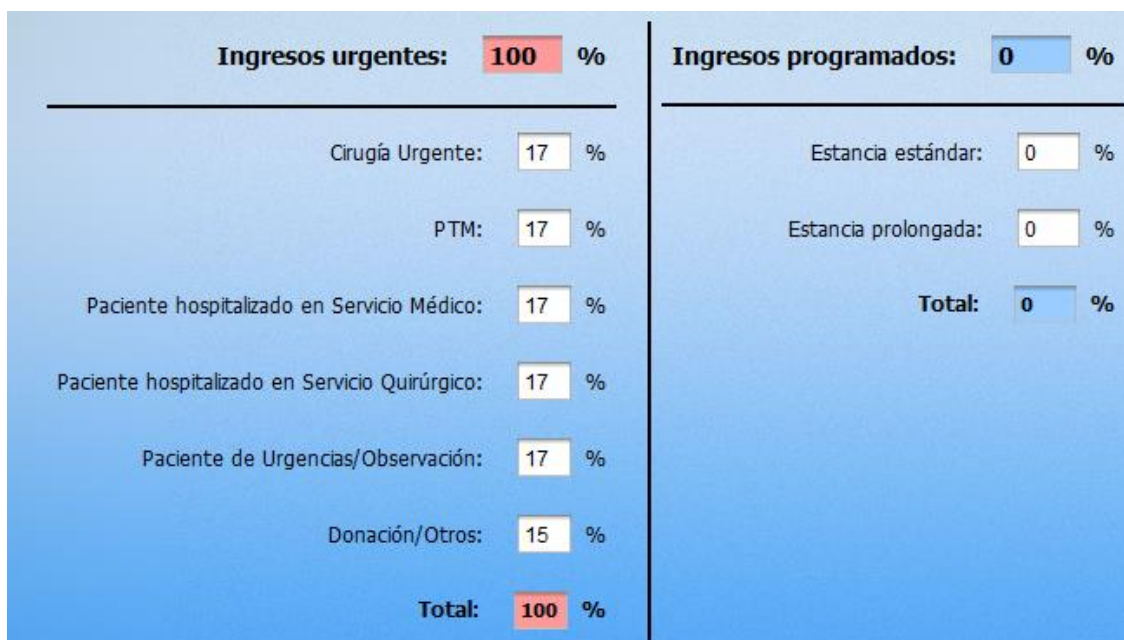 Ingresos urgentes: 100 %
Cirugía Urgente: 17 %
PTM: 17 %
Paciente hospitalizado en Servicio Médico: 17 %
Paciente hospitalizado en Servicio Quirúrgico: 17 %
Paciente de Urgencias/Observación: 17 %
Donación/Otros: 15 %
Total: 100 %
Ingresos programados: 0 %
Estancia estándar: 0 %
Estancia prolongada: 0 %
Total: 0 %